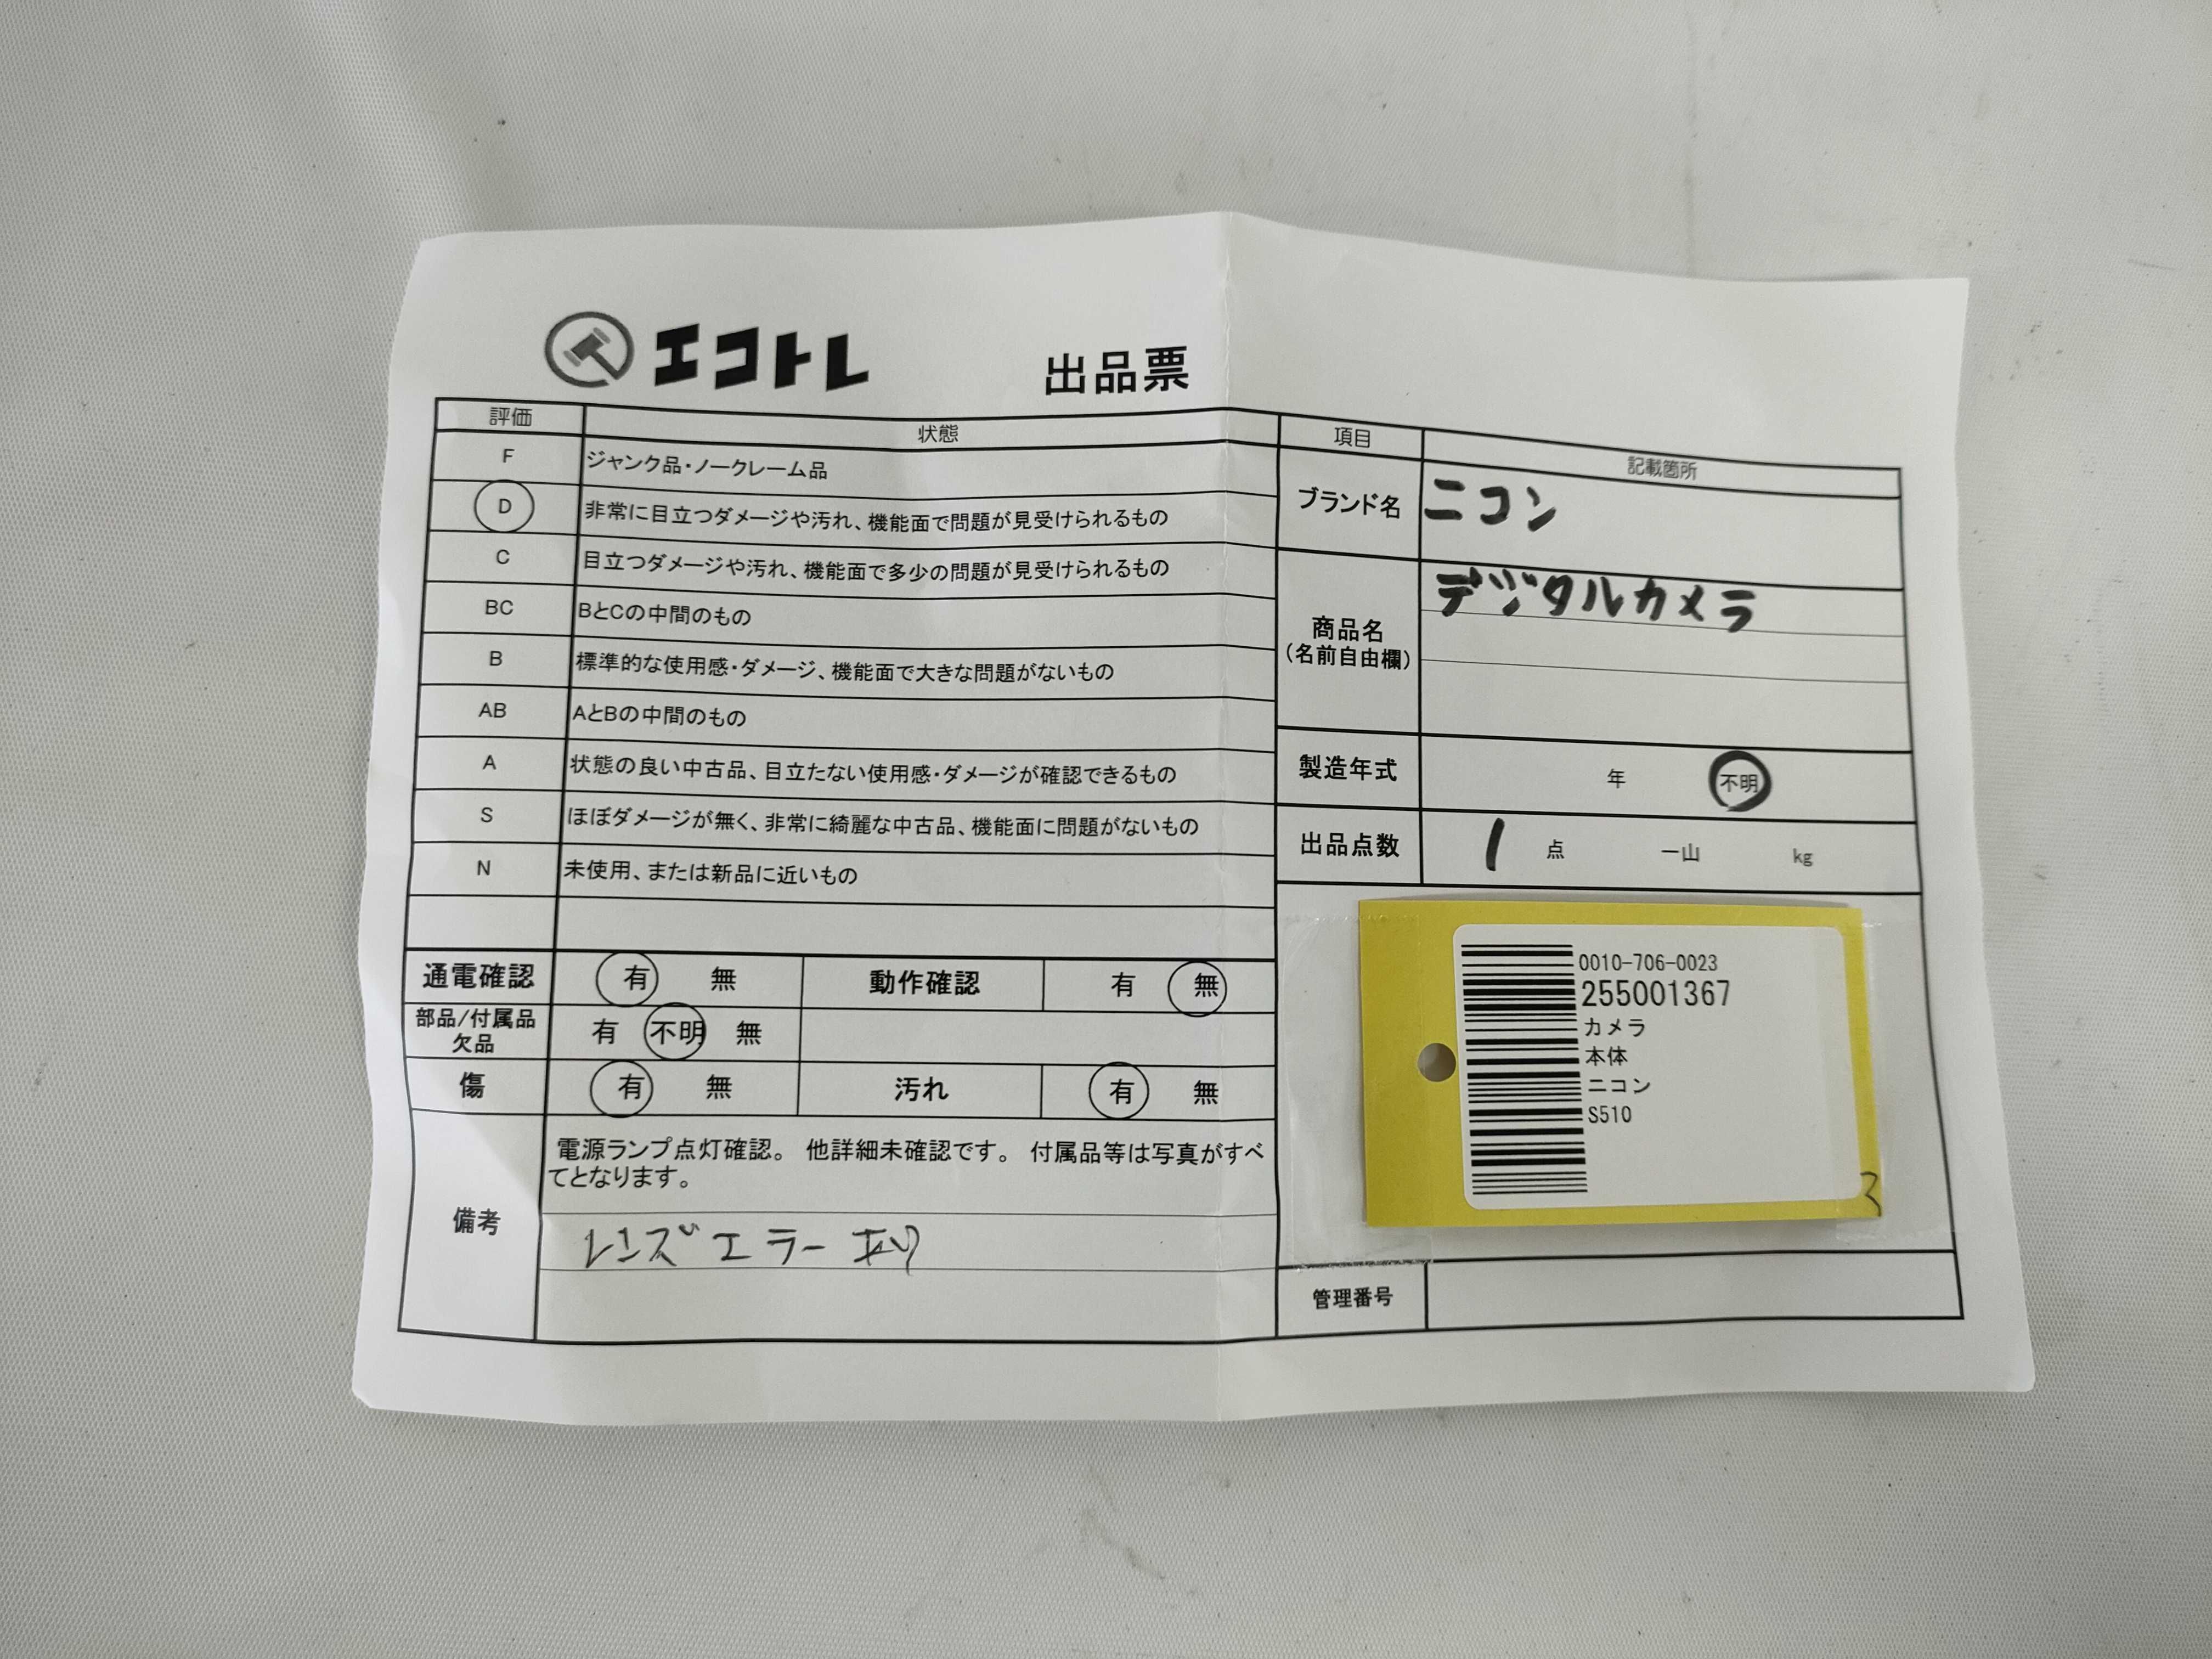 エコトレ 出品票
評価 状態
F ジャンク品・ノークレーム品
D 非常に目立つダメージや汚れ、機能面で問題が見受けられるもの
C 目立つダメージや汚れ、機能面で多少の問題が見受けられるもの
BC BとCの中間のもの
B 標準的な使用感・ダメージ、機能面で大きな問題がないもの
AB AとBの中間のもの
A 状態の良い中古品、目立たない使用感・ダメージが確認できるもの
S ほぼダメージが無く、非常に綺麗な中古品、機能面に問題がないもの
N 未使用、または新品に近いもの
通電確認 有 無 動作確認 有 無
部品/付属品
欠品 有 不明 無
傷 有 無 汚れ 有 無
備考
電源ランプ点灯確認。 他詳細未確認です。 付属品等は写真がすべ
てとなります。
レンズエラー有り
項目 記載箇所
ブランド名 ニコン
商品名
(名前自由欄)
デジタルカメラ
製造年式 年 不明
出品点数 1 点 一山 kg
0010-706-0023
255001367
カメラ
本体
ニコン
S510
3
管理番号